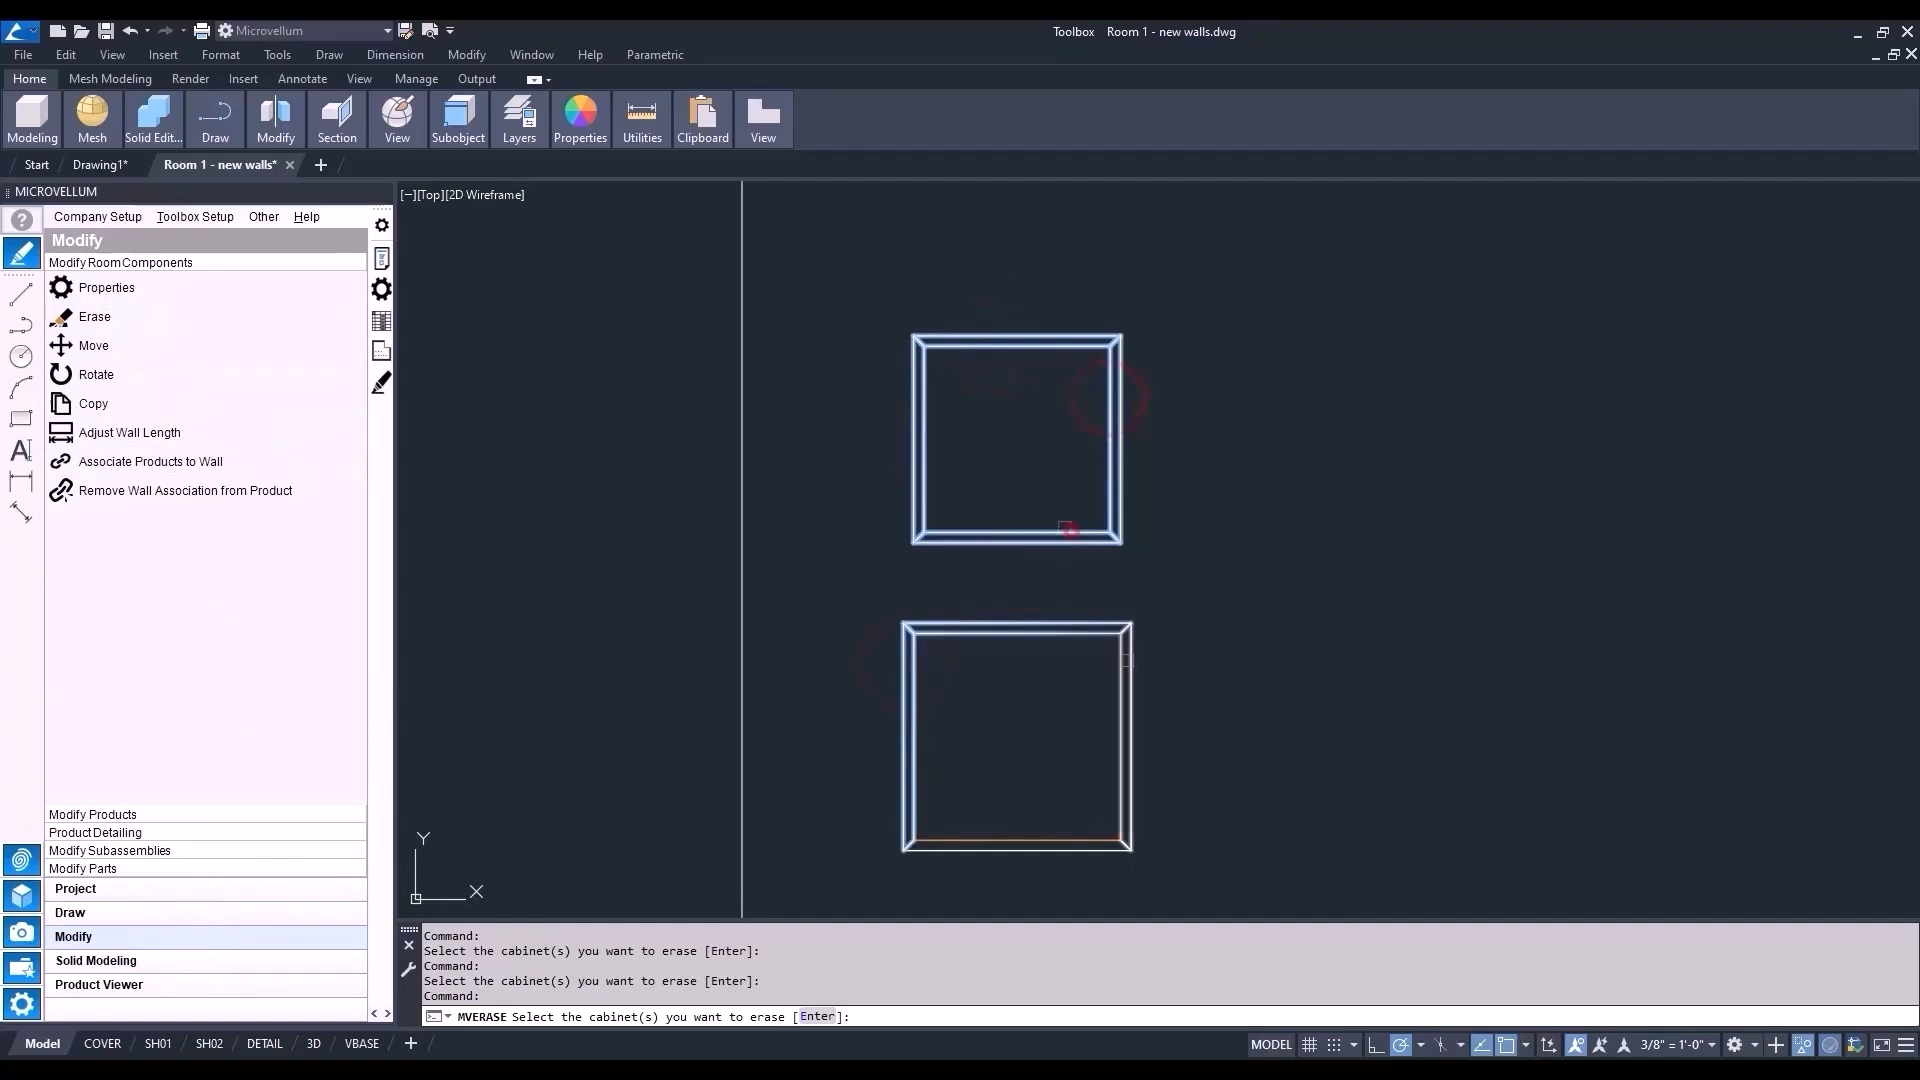 Microvellum
Toolbox Room 1 - new walls.dwg
File Edit View Insert Format Tools Draw Dimension Modify Window Help Parametric
Home Mesh Modeling Render Insert Annotate View Manage Output
Modeling Mesh Solid Edit... Draw Modify Section View Subobject Layers Properties Utilities Clipboard View
Start Drawing1* Room 1 - new walls*
MICROVELLUM
[−][Top][2D Wireframe]
Company Setup Toolbox Setup Other Help
Modify
Modify Room Components
Properties
Erase
Move
Rotate
Copy
Adjust Wall Length
Associate Products to Wall
Remove Wall Association from Product
Modify Products
Product Detailing
Modify Subassemblies
Modify Parts
Project
Draw
Modify
Solid Modeling
Product Viewer
Y
X
Command:
Select the cabinet(s) you want to erase [Enter]:
Command:
Select the cabinet(s) you want to erase [Enter]:
Command:
MVERASE Select the cabinet(s) you want to erase [Enter]:
Model COVER SH01 SH02 DETAIL 3D VBASE
MODEL 3/8" = 1'-0"